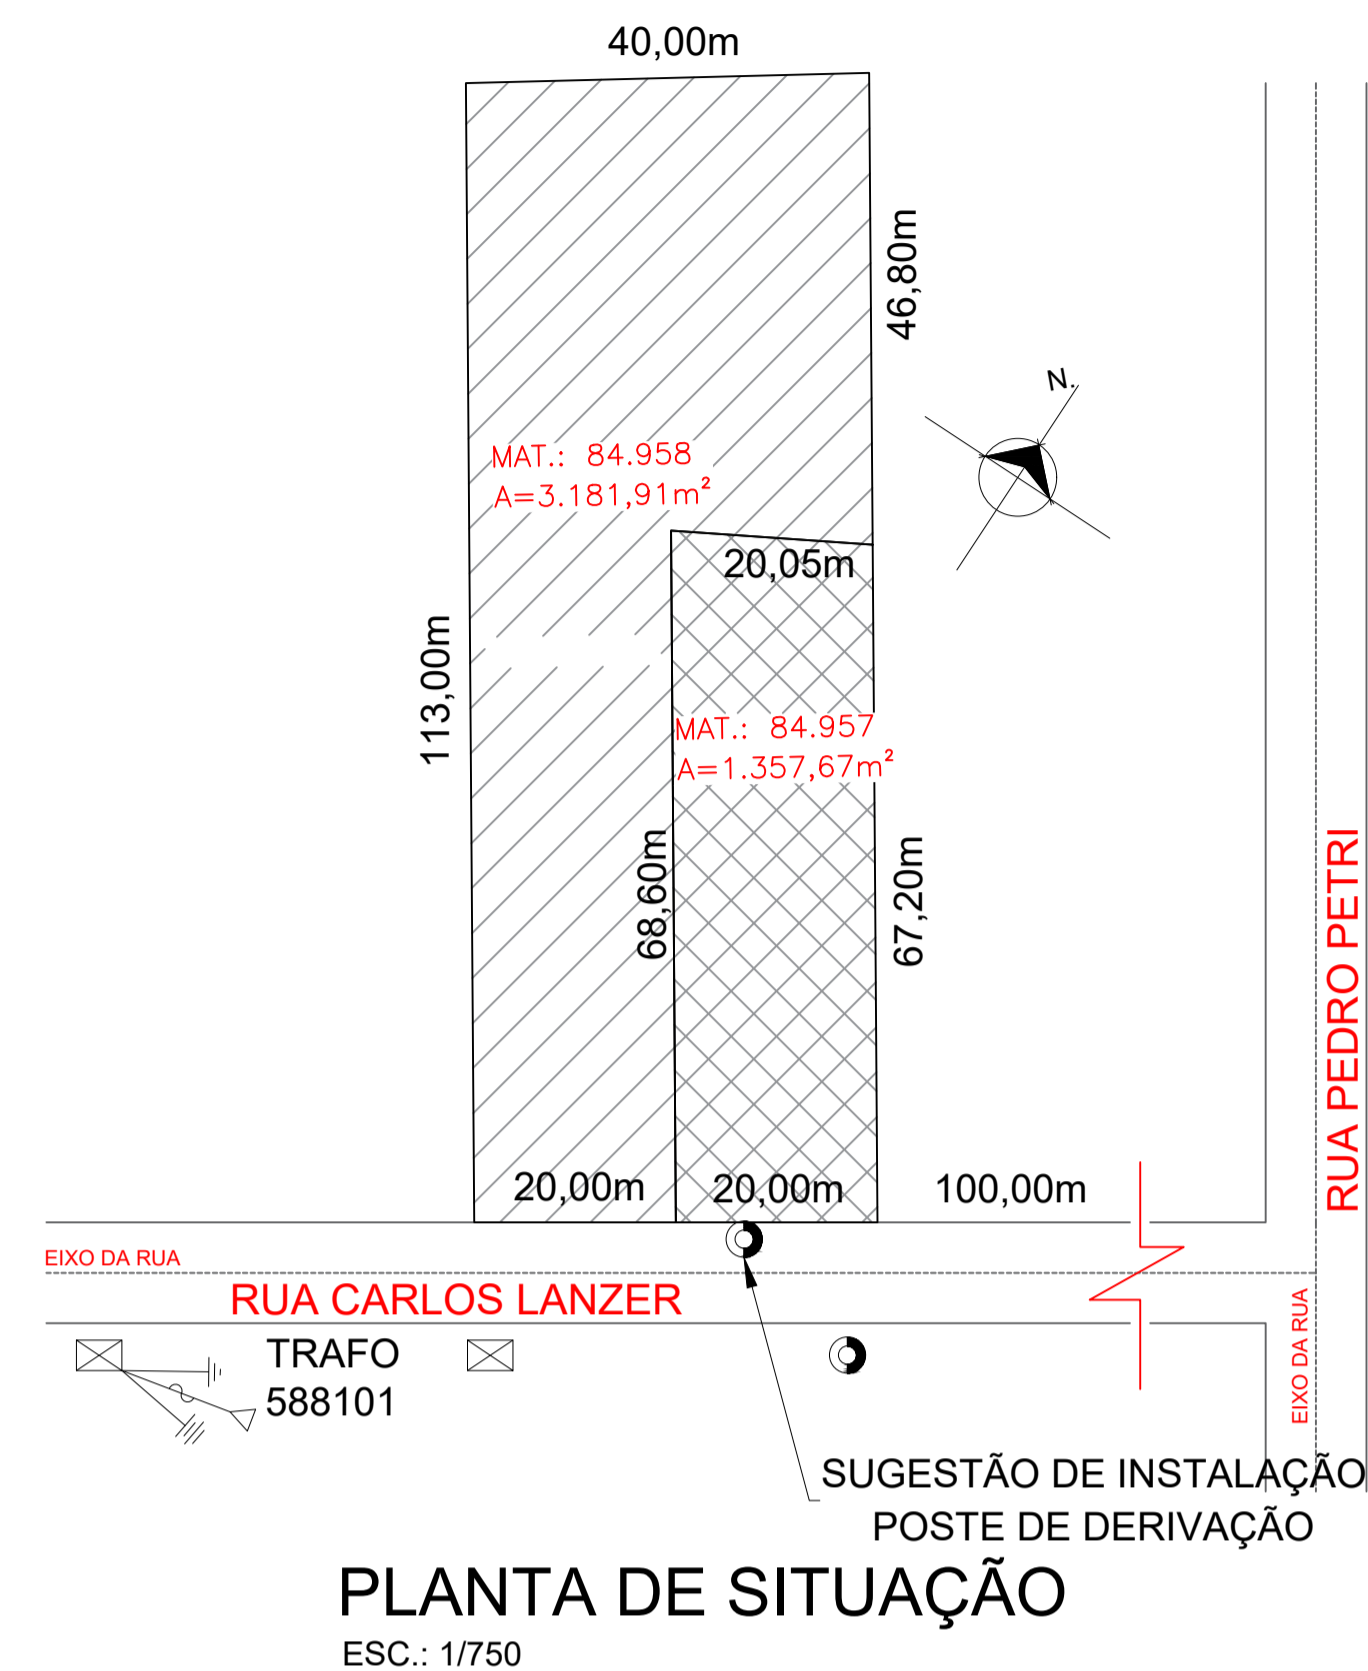 40,00m
46,80m
N.
MAT.: 84.958
A=3.181,91m²
20,05m
113,00m
MAT.: 84.957
A=1.357,67m²
68,60m
67,20m
RUA PEDRO PETRI
20,00m
20,00m
100,00m
EIXO DA RUA
RUA CARLOS LANZER
EIXO DA RUA
TRAFO
588101
SUGESTÃO DE INSTALAÇÃO
POSTE DE DERIVAÇÃO
PLANTA DE SITUAÇÃO
ESC.: 1/750